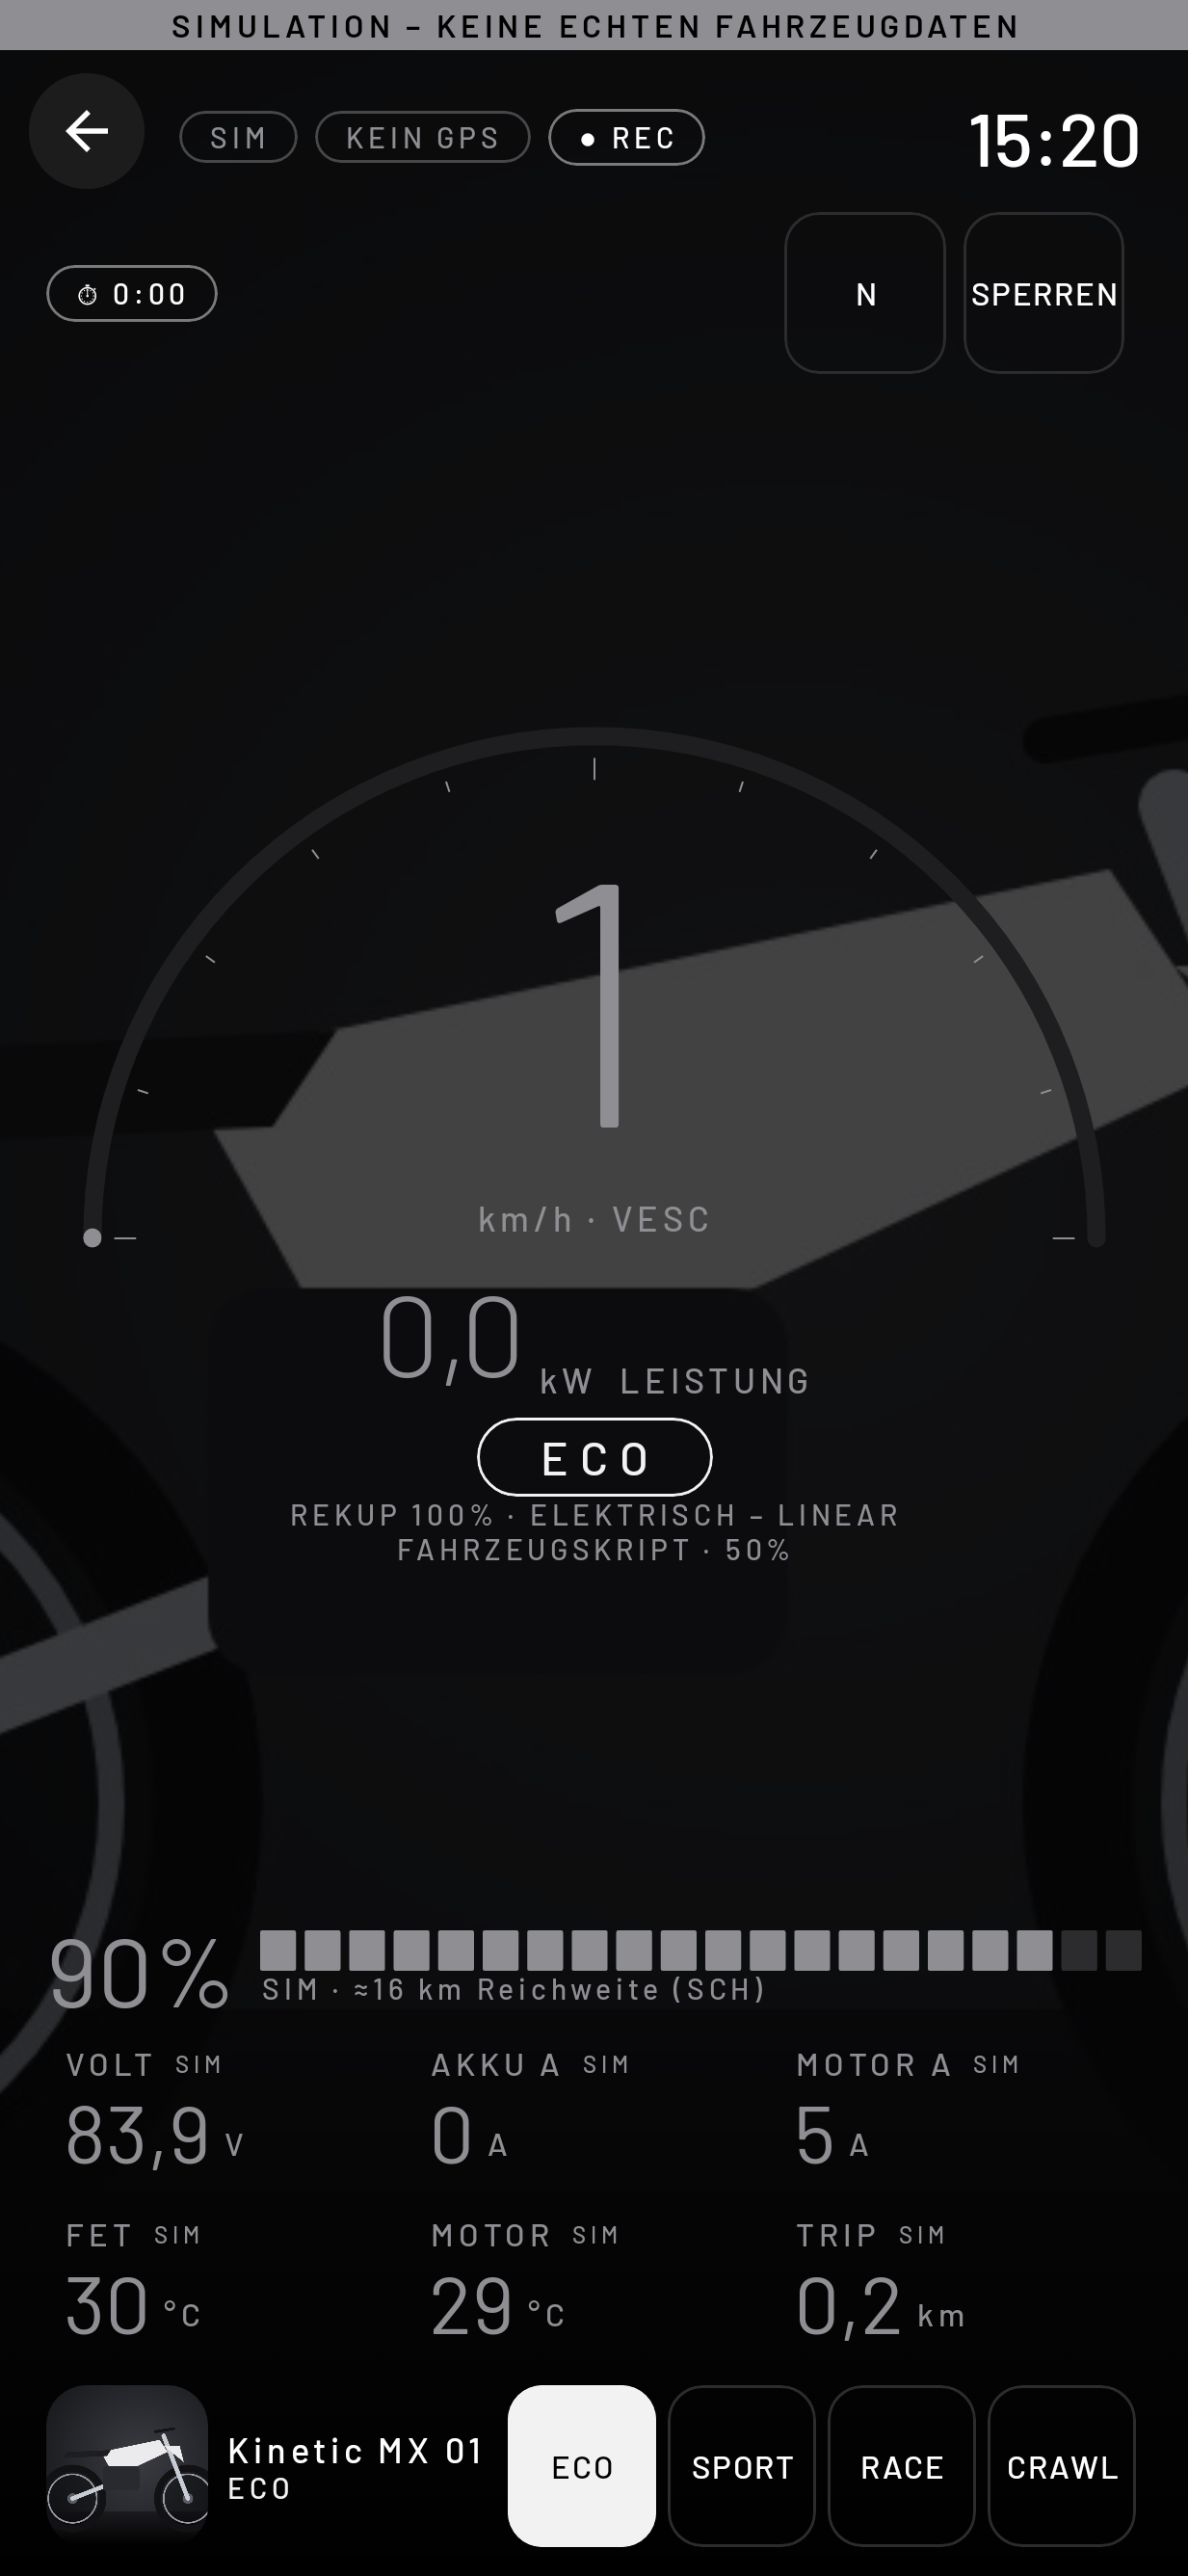 SIMULATION – KEINE ECHTEN FAHRZEUGDATEN
SIM KEIN GPS ● REC 15:20
⏱ 0:00 N SPERREN
1
km/h · VESC
0,0 kW LEISTUNG
ECO
REKUP 100% · ELEKTRISCH – LINEAR
FAHRZEUGSKRIPT · 50%
90%
SIM · ≈16 km Reichweite (SCH)
VOLT SIM AKKU A SIM MOTOR A SIM
83,9 V 0 A 5 A
FET SIM MOTOR SIM TRIP SIM
30 °C 29 °C 0,2 km
Kinetic MX 01
ECO
ECO SPORT RACE CRAWL